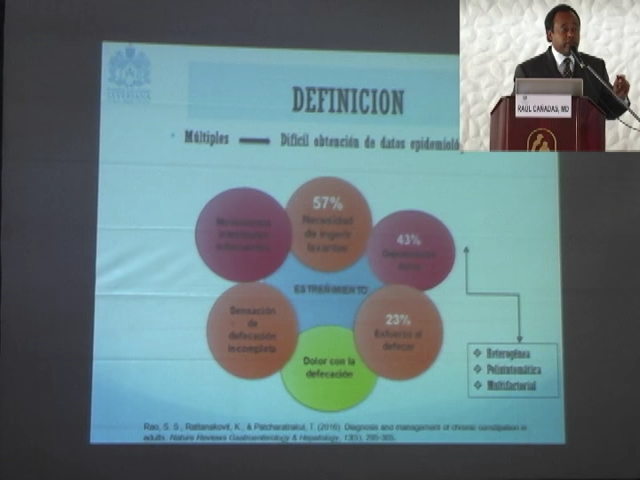 RAÚL CAÑADAS, MD
DEFINICION
Múltiples
Difícil obtención de datos epidemioló
57%
Necesidad
de ingerir
laxantes
43%
23%
Esfuerzo al
defecar
Dolor con la
defecación
Sensación
de
defecación
incompleta
ESTREÑIMIENTO
❖ Heterogénea
❖ Polisintomática
❖ Multifactorial
Rao, S. S., Rattanakovit, K., & Patcharatrakul, T. (2016). Diagnosis and management of chronic constipation in
adults. Nature Reviews Gastroenterology & Hepatology, 13(5), 295-305.